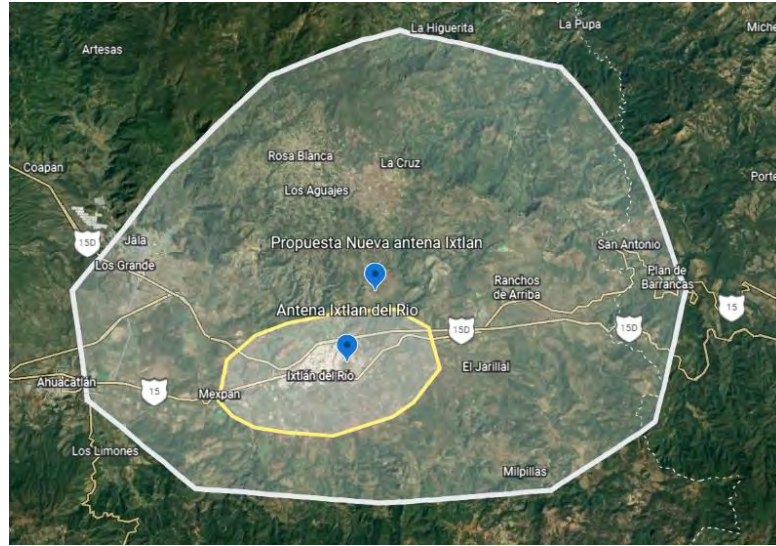 La Higuerita
La Pupa
Artesas
Rosa Blanca
La Cruz
Coapan
Los Aguajes
15D
Jala
Propuesta Nueva antena Ixtlan
San Antonio
Los Grande
Plan de
Barrancas
Ranchos
de Arriba
Antena Ixtlan del Rio
15
15D
15D
Ixtlán del Río
El Jarillal
Ahuacatlán
15
Mexpan
Los Limones
Milpillas